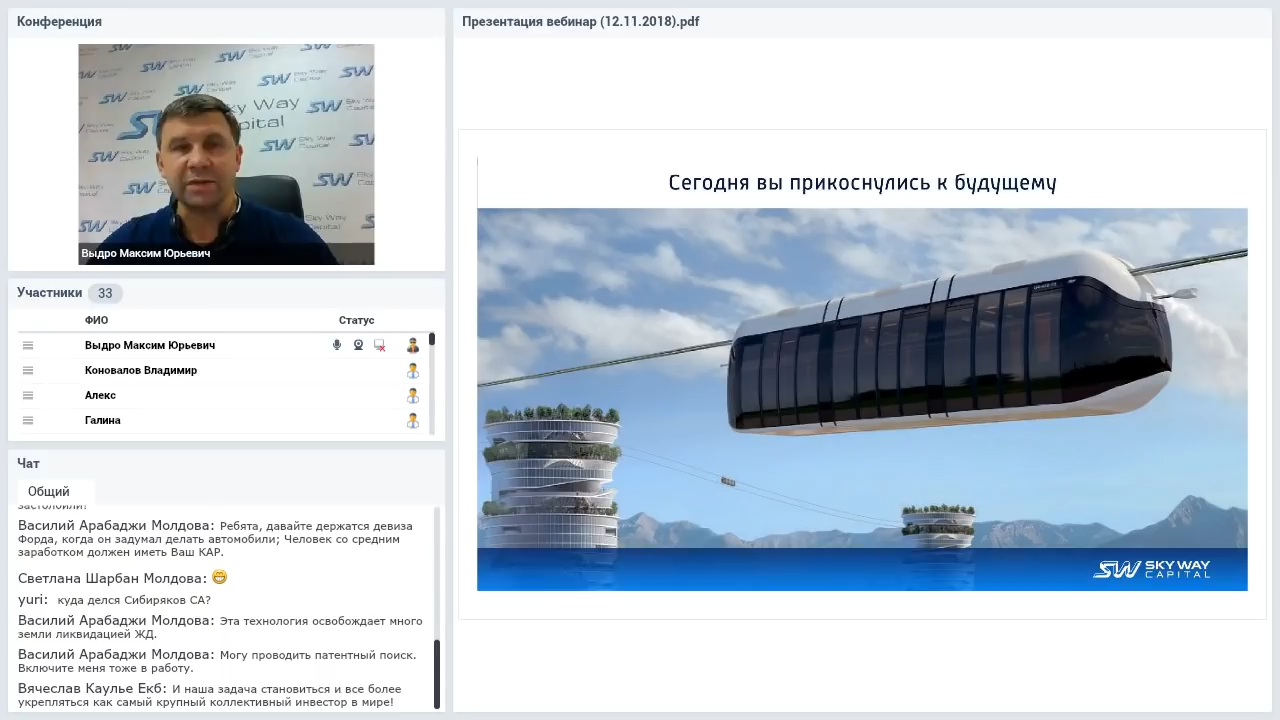 Конференция
SW Sky Way Capital
Выдро Максим Юрьевич
Участники 33
ФИО Статус
Выдро Максим Юрьевич
Коновалов Владимир
Алекс
Галина
Чат
Общий
застолбили!
Василий Арабаджи Молдова: Ребята, давайте держатся девиза
Форда, когда он задумал делать автомобили; Человек со средним
заработком должен иметь Ваш КАР.
Светлана Шарбан Молдова:
yuri: куда делся Сибиряков СА?
Василий Арабаджи Молдова: Эта технология освобождает много
земли ликвидацией ЖД.
Василий Арабаджи Молдова: Могу проводить патентный поиск.
Включите меня тоже в работу.
Вячеслав Каулье Екб: И наша задача становиться и все более
укрепляться как самый крупный коллективный инвестор в мире!
Презентация вебинар (12.11.2018).pdf
Сегодня вы прикоснулись к будущему
SW SKY WAY
CAPITAL